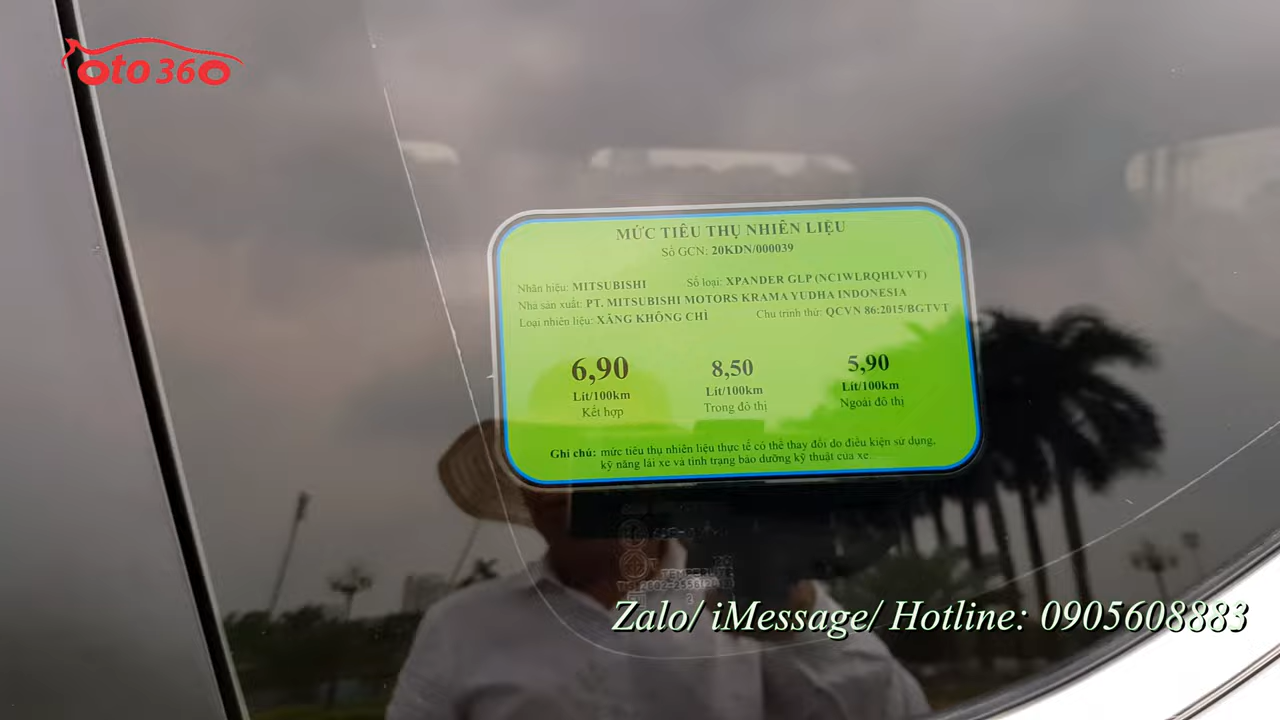 oto 360
MỨC TIÊU THỤ NHIÊN LIỆU
Số GCN: 20KDN/000039
Nhãn hiệu: MITSUBISHI Số loại: XPANDER GLP (NC1WLRQHLVVT)
Nhà sản xuất: PT. MITSUBISHI MOTORS KRAMA YUDHA INDONESIA
Loại nhiên liệu: XĂNG KHÔNG CHÌ Chu trình thử: QCVN 86:2015/BGTVT
6,90 8,50 5,90
Lít/100km Lít/100km Lít/100km
Kết hợp Trong đô thị Ngoài đô thị
Ghi chú: mức tiêu thụ nhiên liệu thực tế có thể thay đổi do điều kiện sử dụng,
kỹ năng lái xe và tình trạng bảo dưỡng kỹ thuật của xe.
Zalo/ iMessage/ Hotline: 0905608883